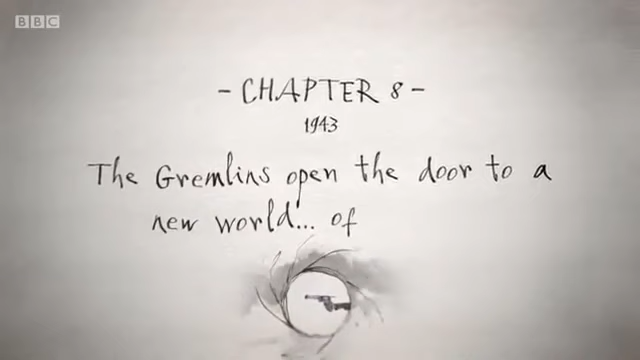 BBC
- CHAPTER 8 -
1943
The Gremlins open the door to a
new world... of